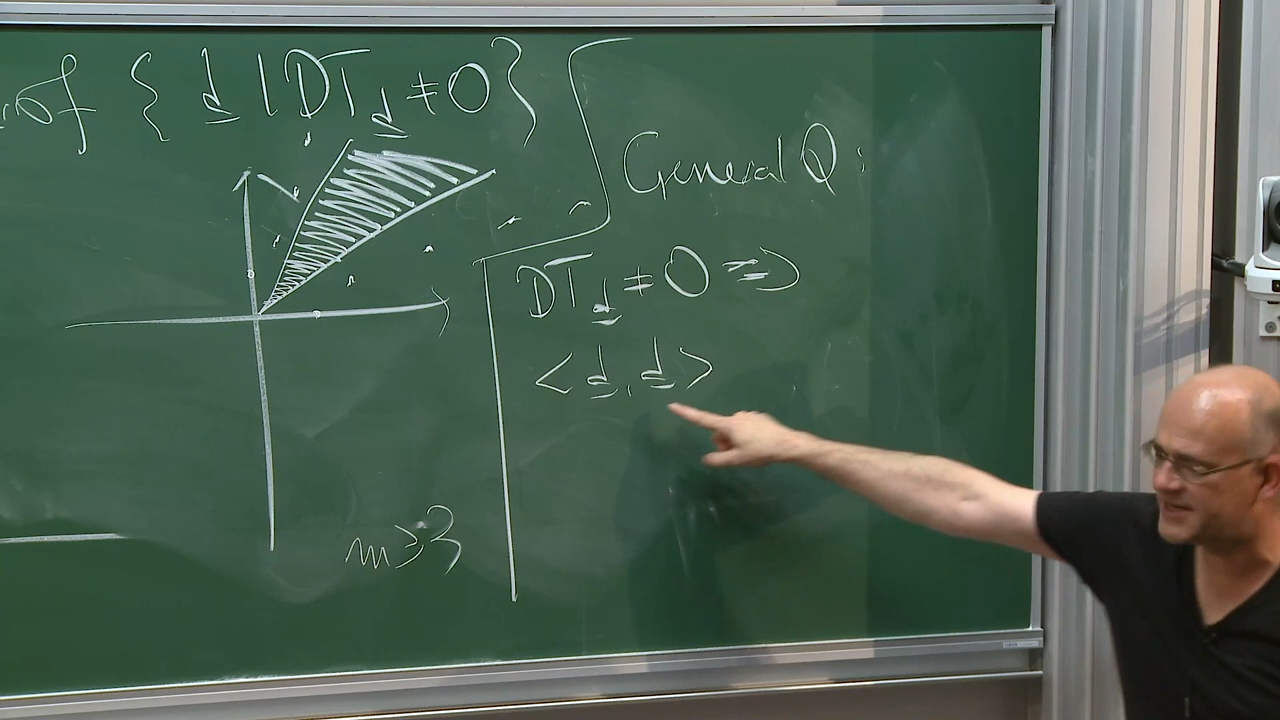 of { d | DT_d ≠ 0 }
General Q :
DT_d ≠ 0 =>
< d, d >
m ≥ 3